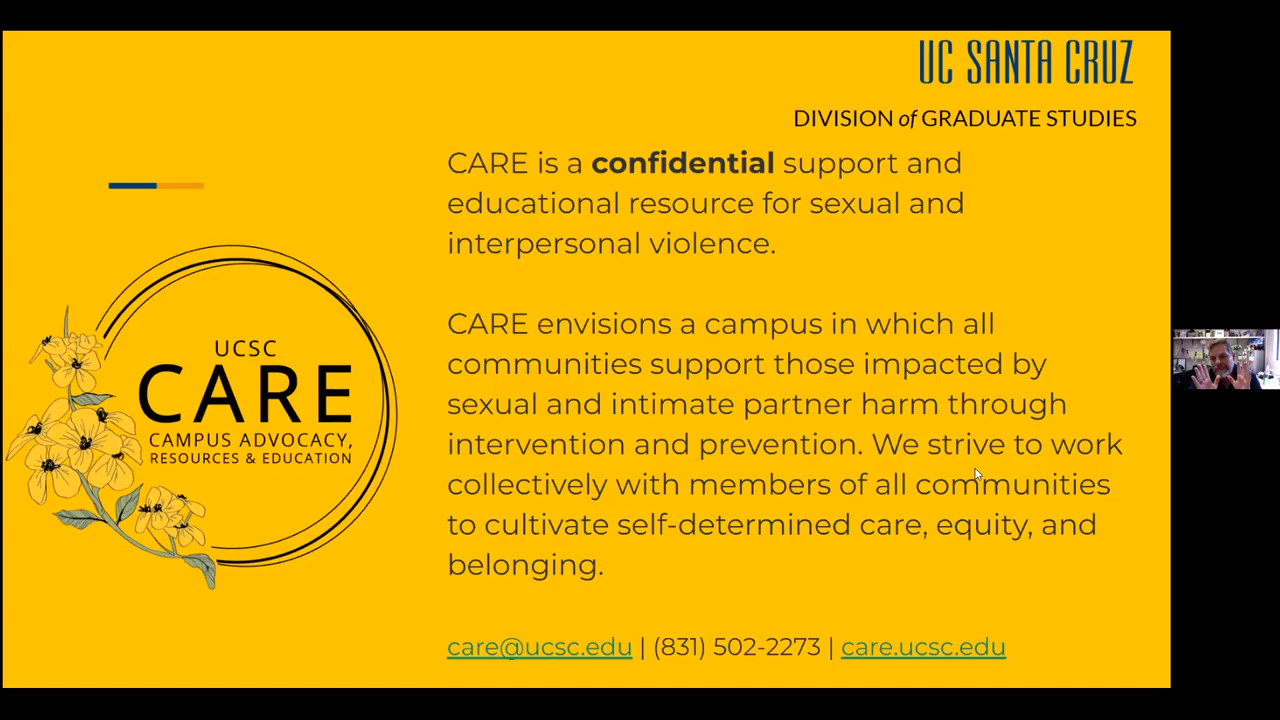 UC SANTA CRUZ
DIVISION of GRADUATE STUDIES
CARE is a confidential support and
educational resource for sexual and
interpersonal violence.
CARE envisions a campus in which all
communities support those impacted by
sexual and intimate partner harm through
intervention and prevention. We strive to work
collectively with members of all communities
to cultivate self-determined care, equity, and
belonging.
care@ucsc.edu | (831) 502-2273 | care.ucsc.edu
UCSC
CARE
CAMPUS ADVOCACY,
RESOURCES & EDUCATION